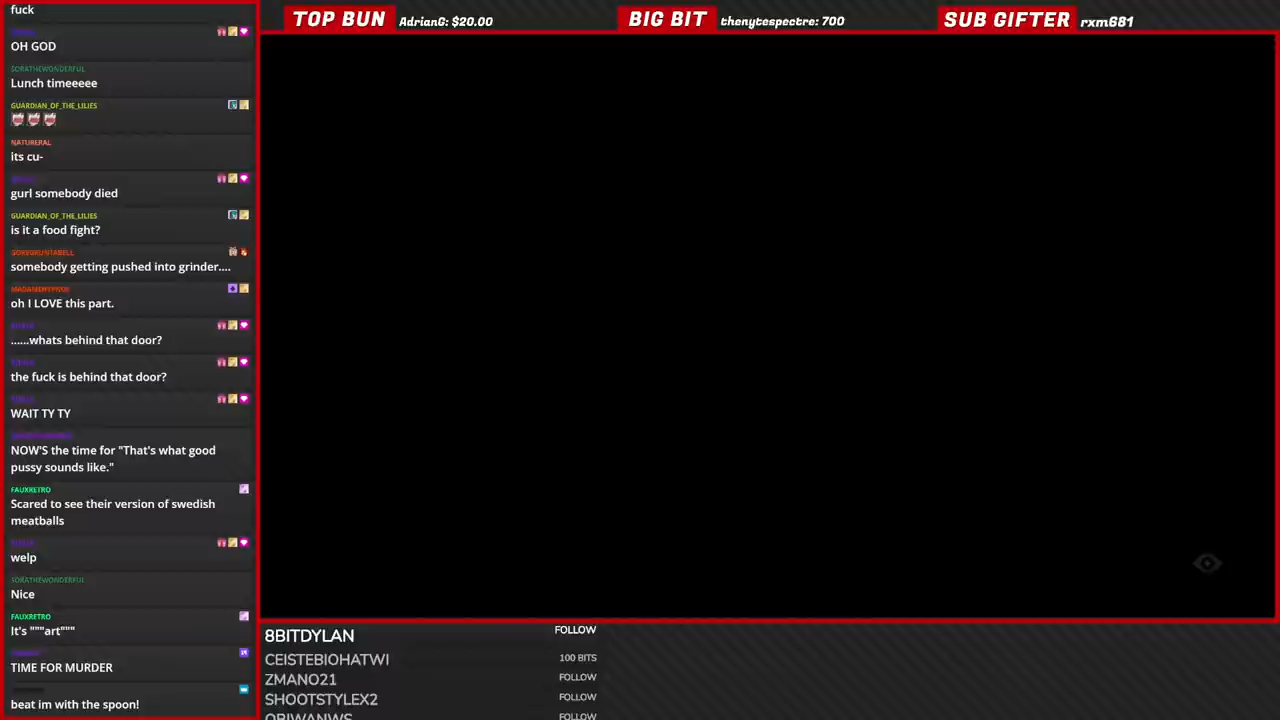 TOP BUN AdrianG: $20.00 BIG BIT thenytespectre: 700 SUB GIFTER rxm681
fuck
OH GOD
SORATHEWONDERFUL
Lunch timeeeee
GUARDIAN_OF_THE_LILIES
NATURERAL
its cu-
gurl somebody died
GUARDIAN_OF_THE_LILIES
is it a food fight?
somebody getting pushed into grinder....
oh I LOVE this part.
......whats behind that door?
the fuck is behind that door?
WAIT TY TY
NOW'S the time for "That's what good
pussy sounds like."
FAUXRETRO
Scared to see their version of swedish
meatballs
welp
SORATHEWONDERFUL
Nice
FAUXRETRO
It's """art"""
TIME FOR MURDER
beat im with the spoon!
8BITDYLAN FOLLOW
CEISTEBIOHATWI 100 BITS
ZMANO21 FOLLOW
SHOOTSTYLEX2 FOLLOW
OBIWANWS FOLLOW